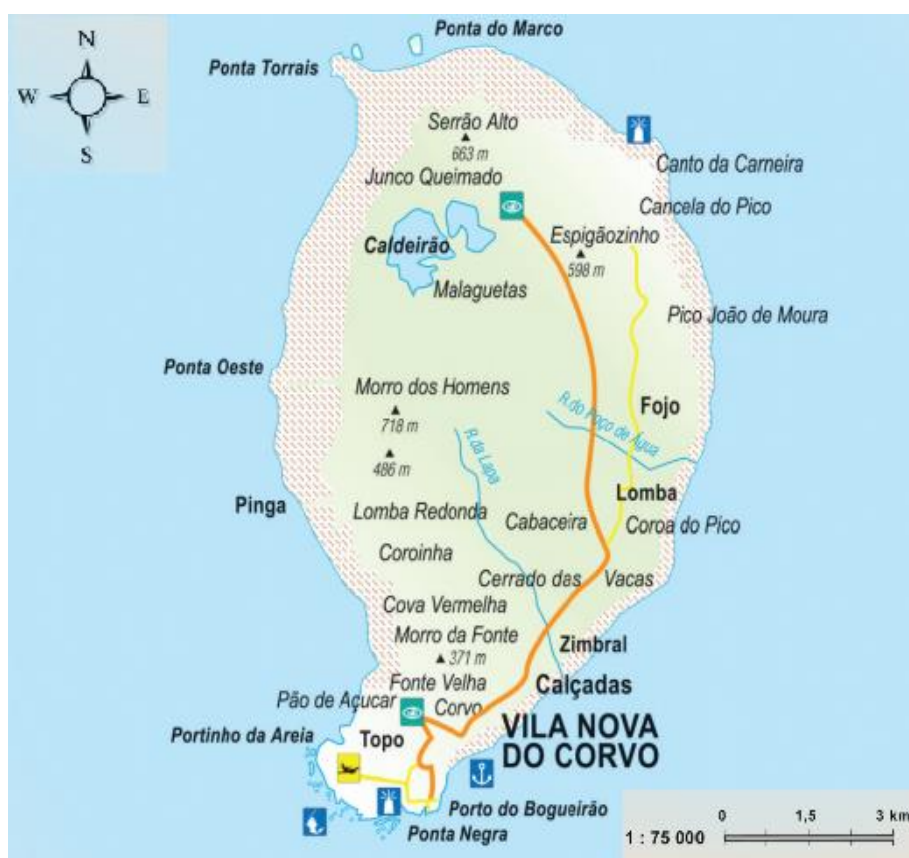 N
W
E
S
Ponta do Marco
Ponta Torrais
Serrão Alto
663 m
Junco Queimado
Canto da Carneira
Cancela do Pico
Caldeirão
Espigãozinho
598 m
Malaguetas
Pico João de Moura
Ponta Oeste
Morro dos Homens
718 m
Fojo
R.do Poço de Água
R.da Lapa
486 m
Pinga
Lomba
Lomba Redonda
Cabaceira
Coroa do Pico
Coroinha
Cerrado das Vacas
Cova Vermelha
Morro da Fonte
371 m
Zimbral
Fonte Velha
Calçadas
Pão de Açucar
Corvo
Portinho da Areia
Topo
VILA NOVA
DO CORVO
Porto do Bogueirão
Ponta Negra
0 1,5 3 km
1 : 75 000